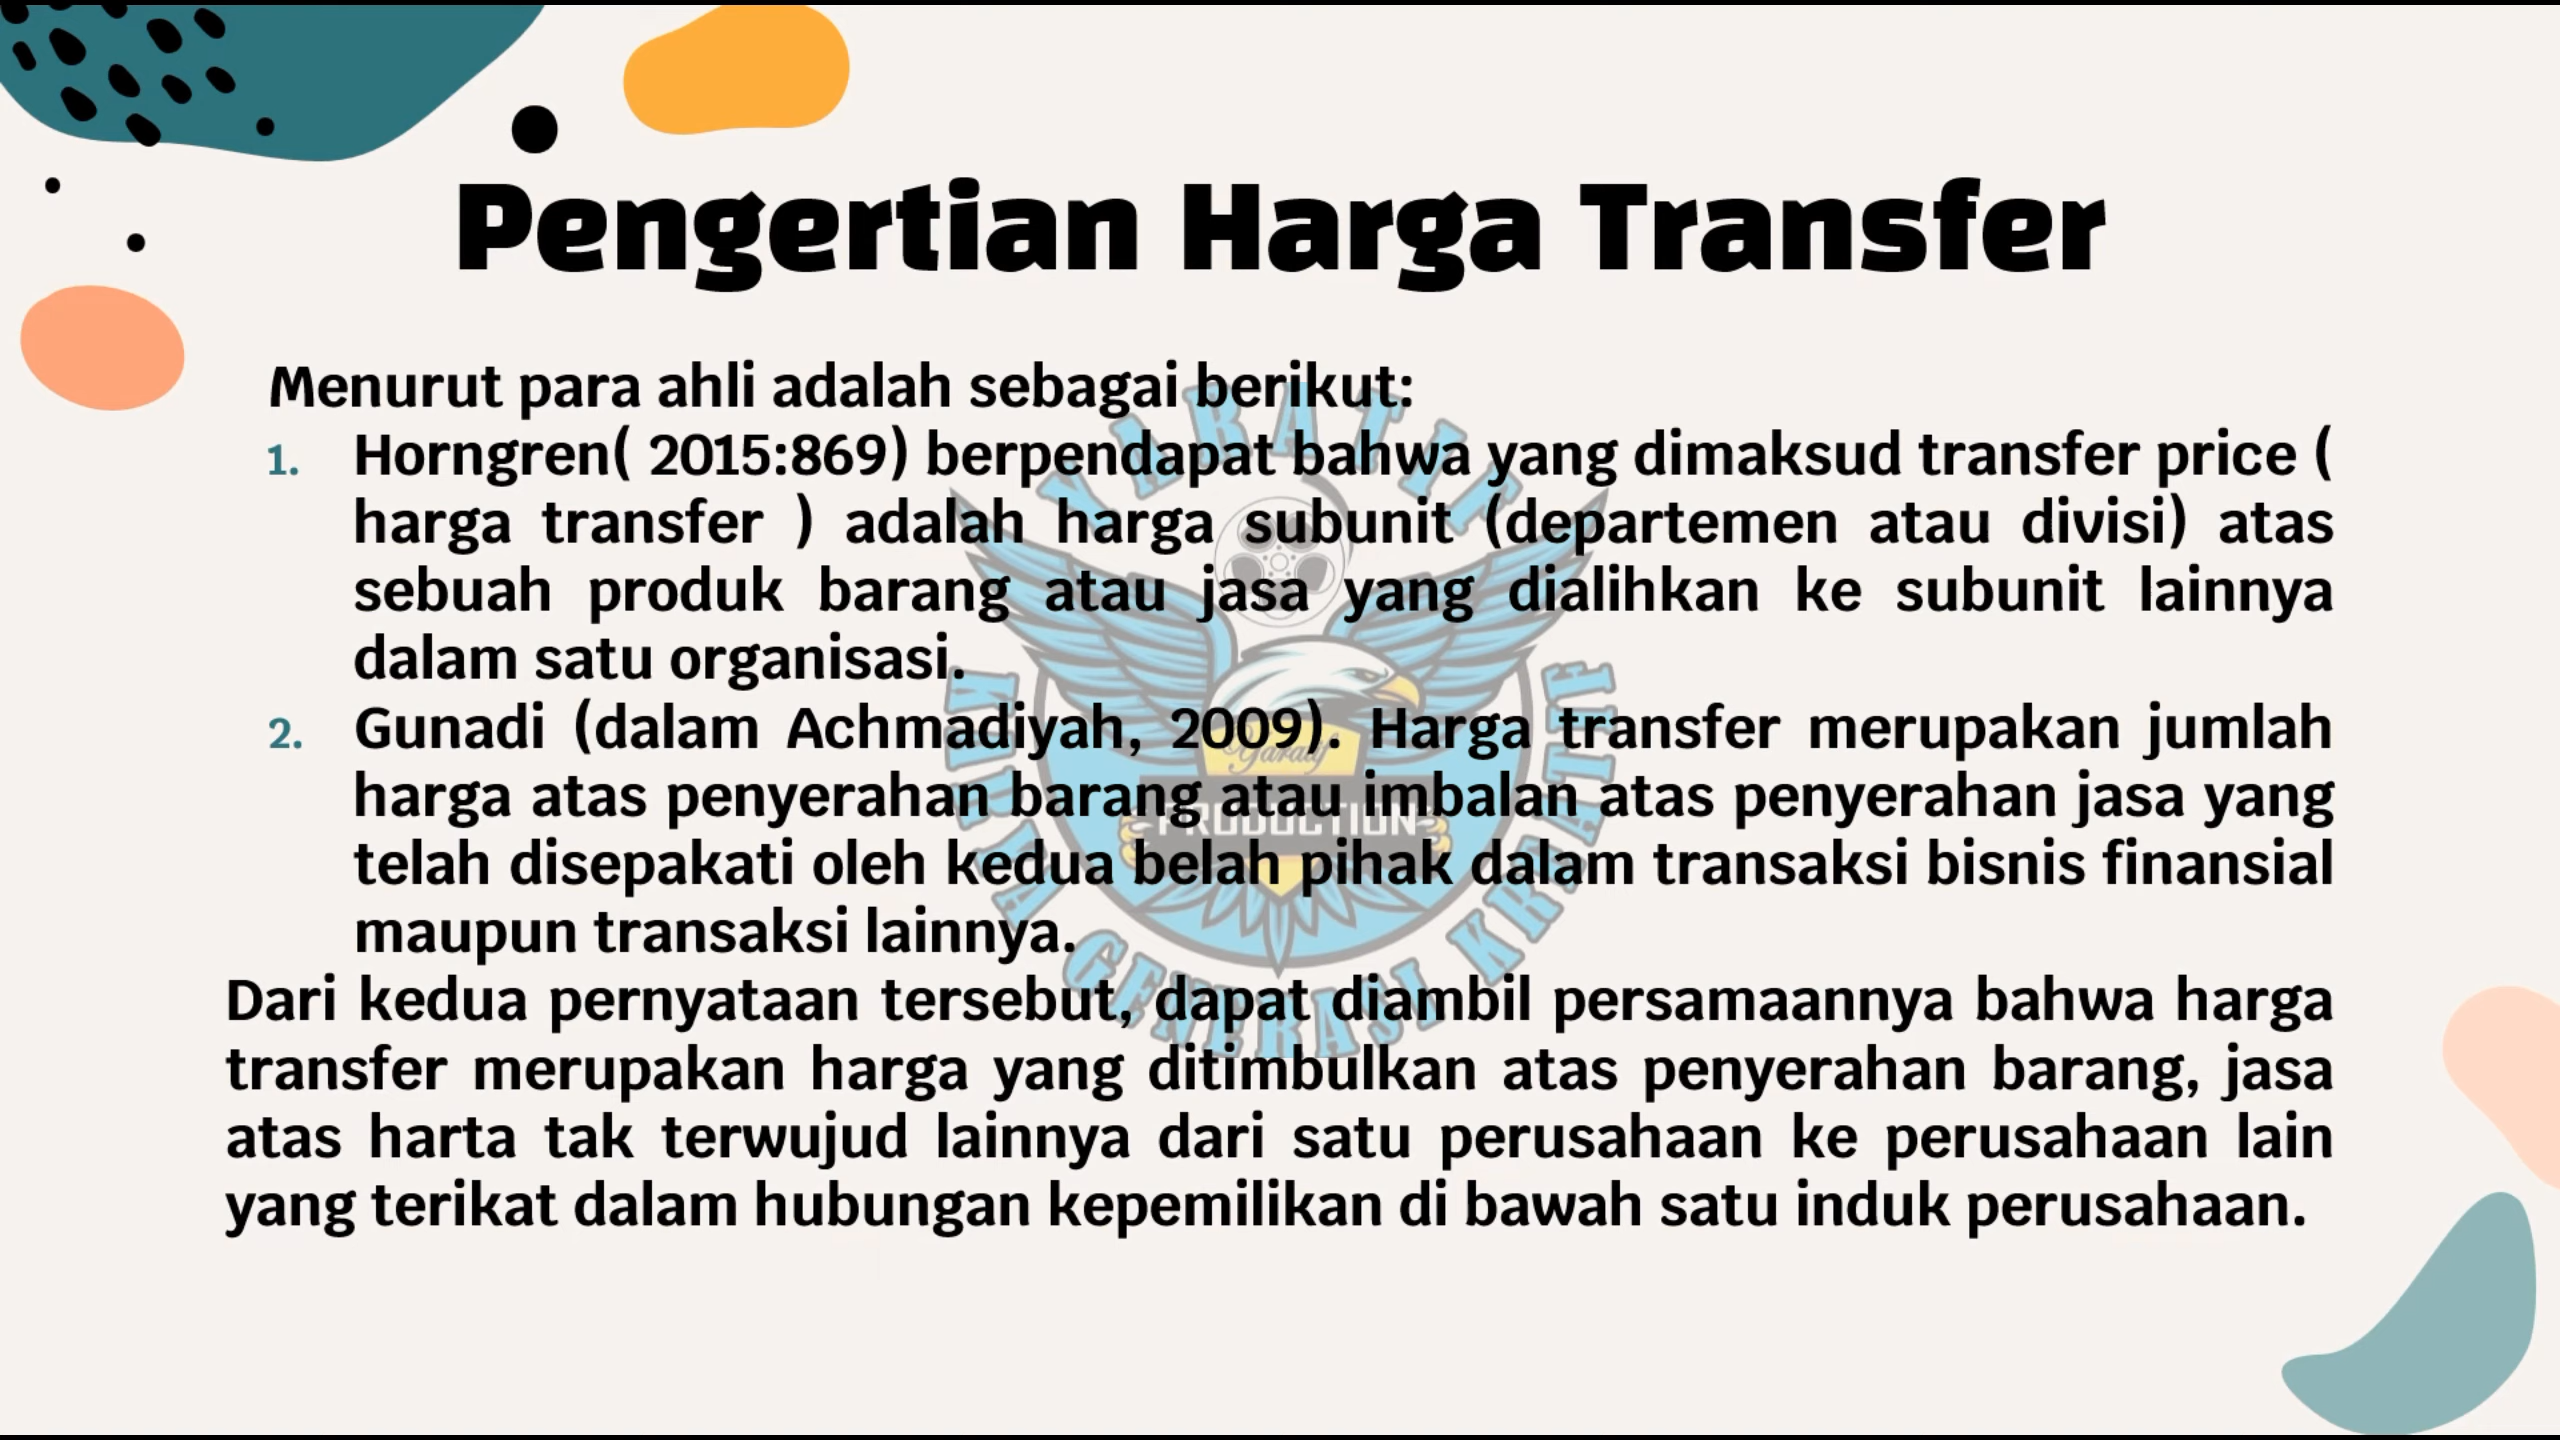 Pengertian Harga Transfer
Menurut para ahli adalah sebagai berikut:
1. Horngren( 2015:869) berpendapat bahwa yang dimaksud transfer price (
harga transfer ) adalah harga subunit (departemen atau divisi) atas
sebuah produk barang atau jasa yang dialihkan ke subunit lainnya
dalam satu organisasi.
2. Gunadi (dalam Achmadiyah, 2009). Harga transfer merupakan jumlah
harga atas penyerahan barang atau imbalan atas penyerahan jasa yang
telah disepakati oleh kedua belah pihak dalam transaksi bisnis finansial
maupun transaksi lainnya.
Dari kedua pernyataan tersebut, dapat diambil persamaannya bahwa harga
transfer merupakan harga yang ditimbulkan atas penyerahan barang, jasa
atas harta tak terwujud lainnya dari satu perusahaan ke perusahaan lain
yang terikat dalam hubungan kepemilikan di bawah satu induk perusahaan.
YARATIF
Yaratif
PRODUCTION
GENERASI KREATIF